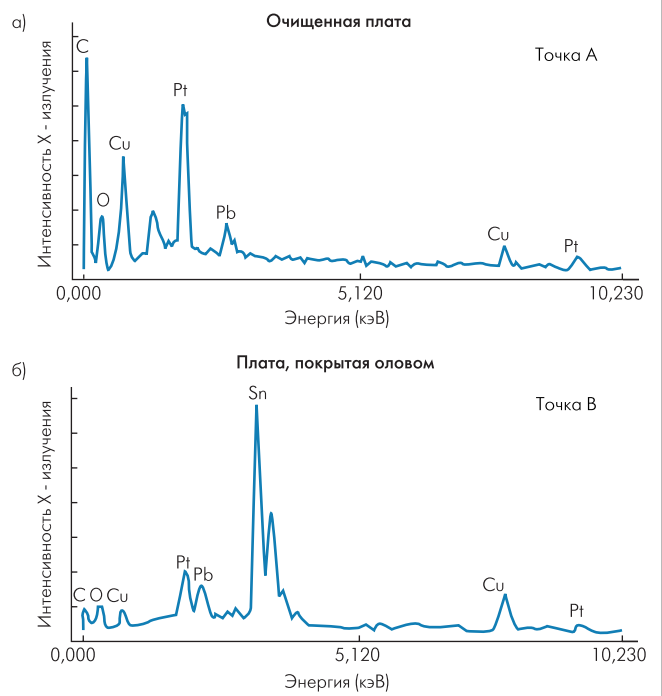 а)
Очищенная плата
Точка А
Интенсивность X - излучения
C
O
Cu
Pt
Pb
Cu
Pt
0,000
5,120
10,230
Энергия (кэВ)
б)
Плата, покрытая оловом
Точка В
Интенсивность X - излучения
C O Cu
Pt
Pb
Sn
Cu
Pt
0,000
5,120
10,230
Энергия (кэВ)